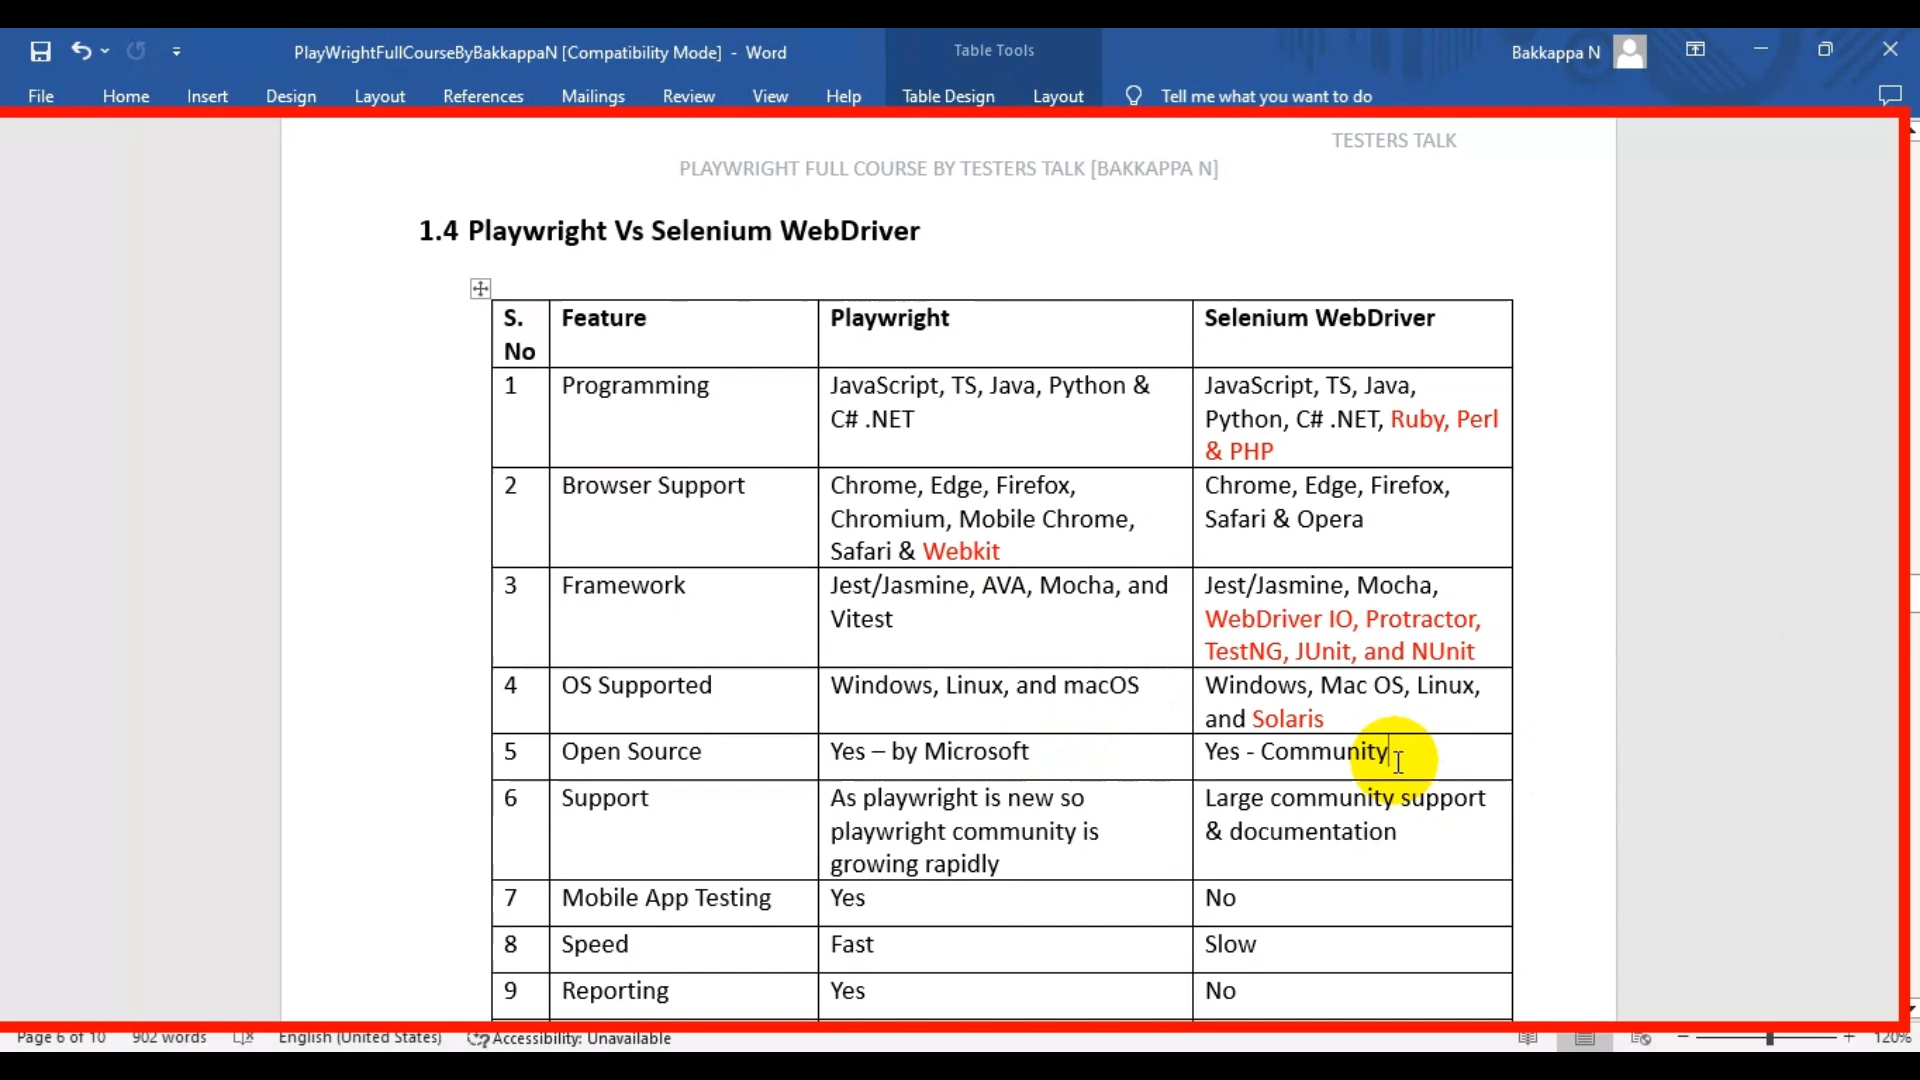 PlayWrightFullCourseByBakkappaN [Compatibility Mode] - Word
Table Tools
Bakkappa N
File Home Insert Design Layout References Mailings Review View Help Table Design Layout Tell me what you want to do
TESTERS TALK
PLAYWRIGHT FULL COURSE BY TESTERS TALK [BAKKAPPA N]
1.4 Playwright Vs Selenium WebDriver
S. Feature Playwright Selenium WebDriver
No
1 Programming JavaScript, TS, Java, Python & JavaScript, TS, Java,
C# .NET Python, C# .NET, Ruby, Perl
& PHP
2 Browser Support Chrome, Edge, Firefox, Chrome, Edge, Firefox,
Chromium, Mobile Chrome, Safari & Opera
Safari & Webkit
3 Framework Jest/Jasmine, AVA, Mocha, and Jest/Jasmine, Mocha,
Vitest WebDriver IO, Protractor,
TestNG, JUnit, and NUnit
4 OS Supported Windows, Linux, and macOS Windows, Mac OS, Linux,
and Solaris
5 Open Source Yes – by Microsoft Yes - Community
6 Support As playwright is new so Large community support
playwright community is & documentation
growing rapidly
7 Mobile App Testing Yes No
8 Speed Fast Slow
9 Reporting Yes No
Page 6 of 10 902 words English (United States) Accessibility: Unavailable 120%